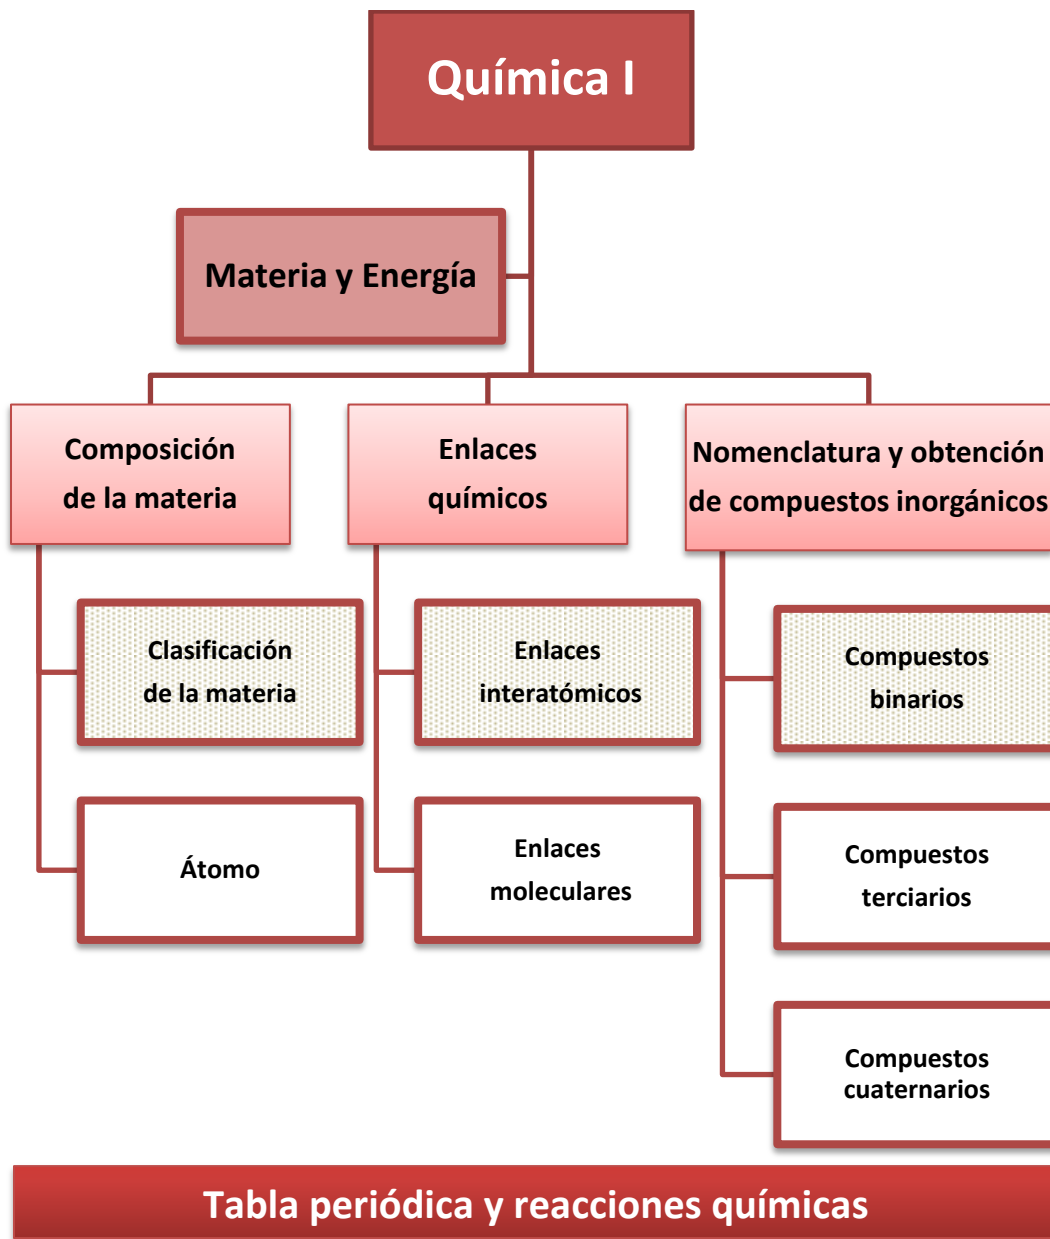 Química I
Materia y Energía
Composición
de la materia
Enlaces
químicos
Nomenclatura y obtención
de compuestos inorgánicos
Clasificación
de la materia
Enlaces
interatómicos
Compuestos
binarios
Átomo
Enlaces
moleculares
Compuestos
terciarios
Compuestos
cuaternarios
Tabla periódica y reacciones químicas